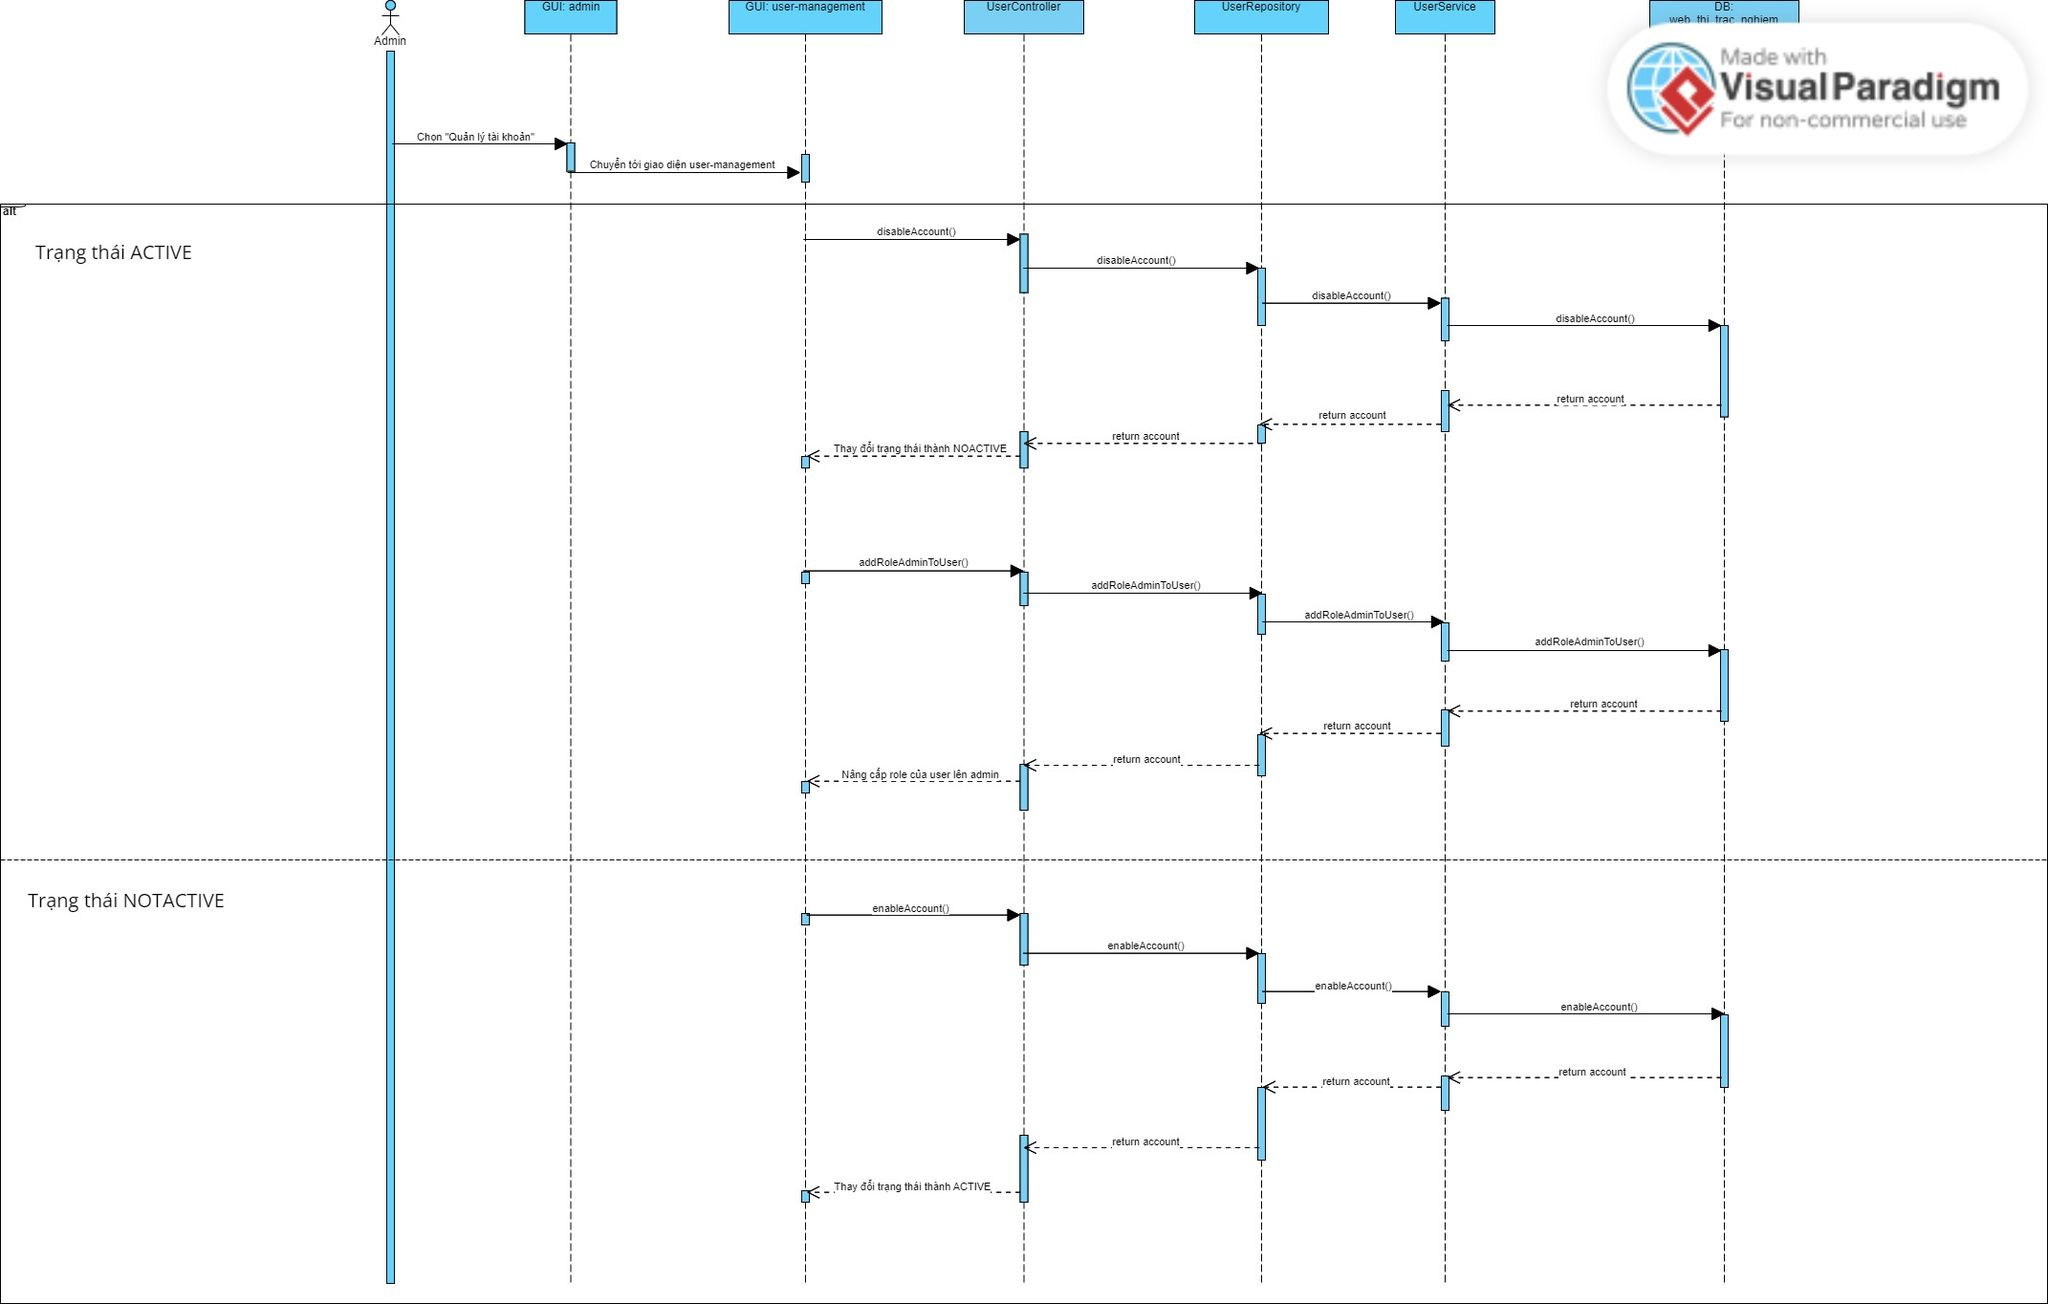 GUI: admin
GUI: user-management
UserController
UserRepository
UserService
DB:
web_thi_trac_nghiem
Admin
Made with
Visual Paradigm
For non-commercial use
Chọn "Quản lý tài khoản"
Chuyển tới giao diện user-management
alt
Trạng thái ACTIVE
disableAccount()
disableAccount()
disableAccount()
disableAccount()
return account
return account
return account
Thay đổi trạng thái thành NOACTIVE
addRoleAdminToUser()
addRoleAdminToUser()
addRoleAdminToUser()
addRoleAdminToUser()
return account
return account
return account
Nâng cấp role của user lên admin
Trạng thái NOTACTIVE
enableAccount()
enableAccount()
enableAccount()
enableAccount()
return account
return account
return account
Thay đổi trạng thái thành ACTIVE